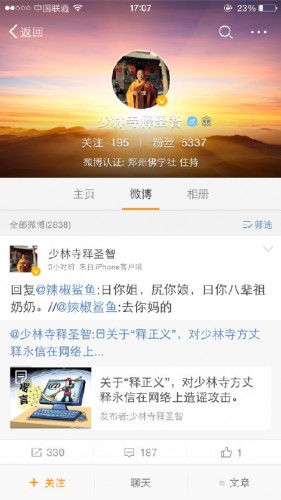 中国联通 17:07 23%
返回
少林寺释圣智
关注 195 | 粉丝 5337
微博认证: 郑州佛学社 住持
主页 微博 相册
全部微博(2838) 筛选
少林寺释圣智
3小时前 来自iPhone客户端
回复@辣椒鲨鱼:日你姐，尻你娘，日你八辈祖
奶奶。//@辣椒鲨鱼:去你妈的
@少林寺释圣智:日关于“释正义”，对少林寺方丈
释永信在网络上...
谎言
关于“释正义”，对少林寺方丈
释永信在网络上造谣攻击。
发布者:少林寺释圣智
330 187 1
+ 关注 聊天 文章